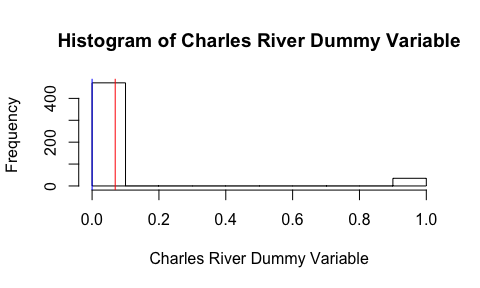 Histogram of Charles River Dummy Variable
Frequency
400
200
0
0.0 0.2 0.4 0.6 0.8 1.0
Charles River Dummy Variable